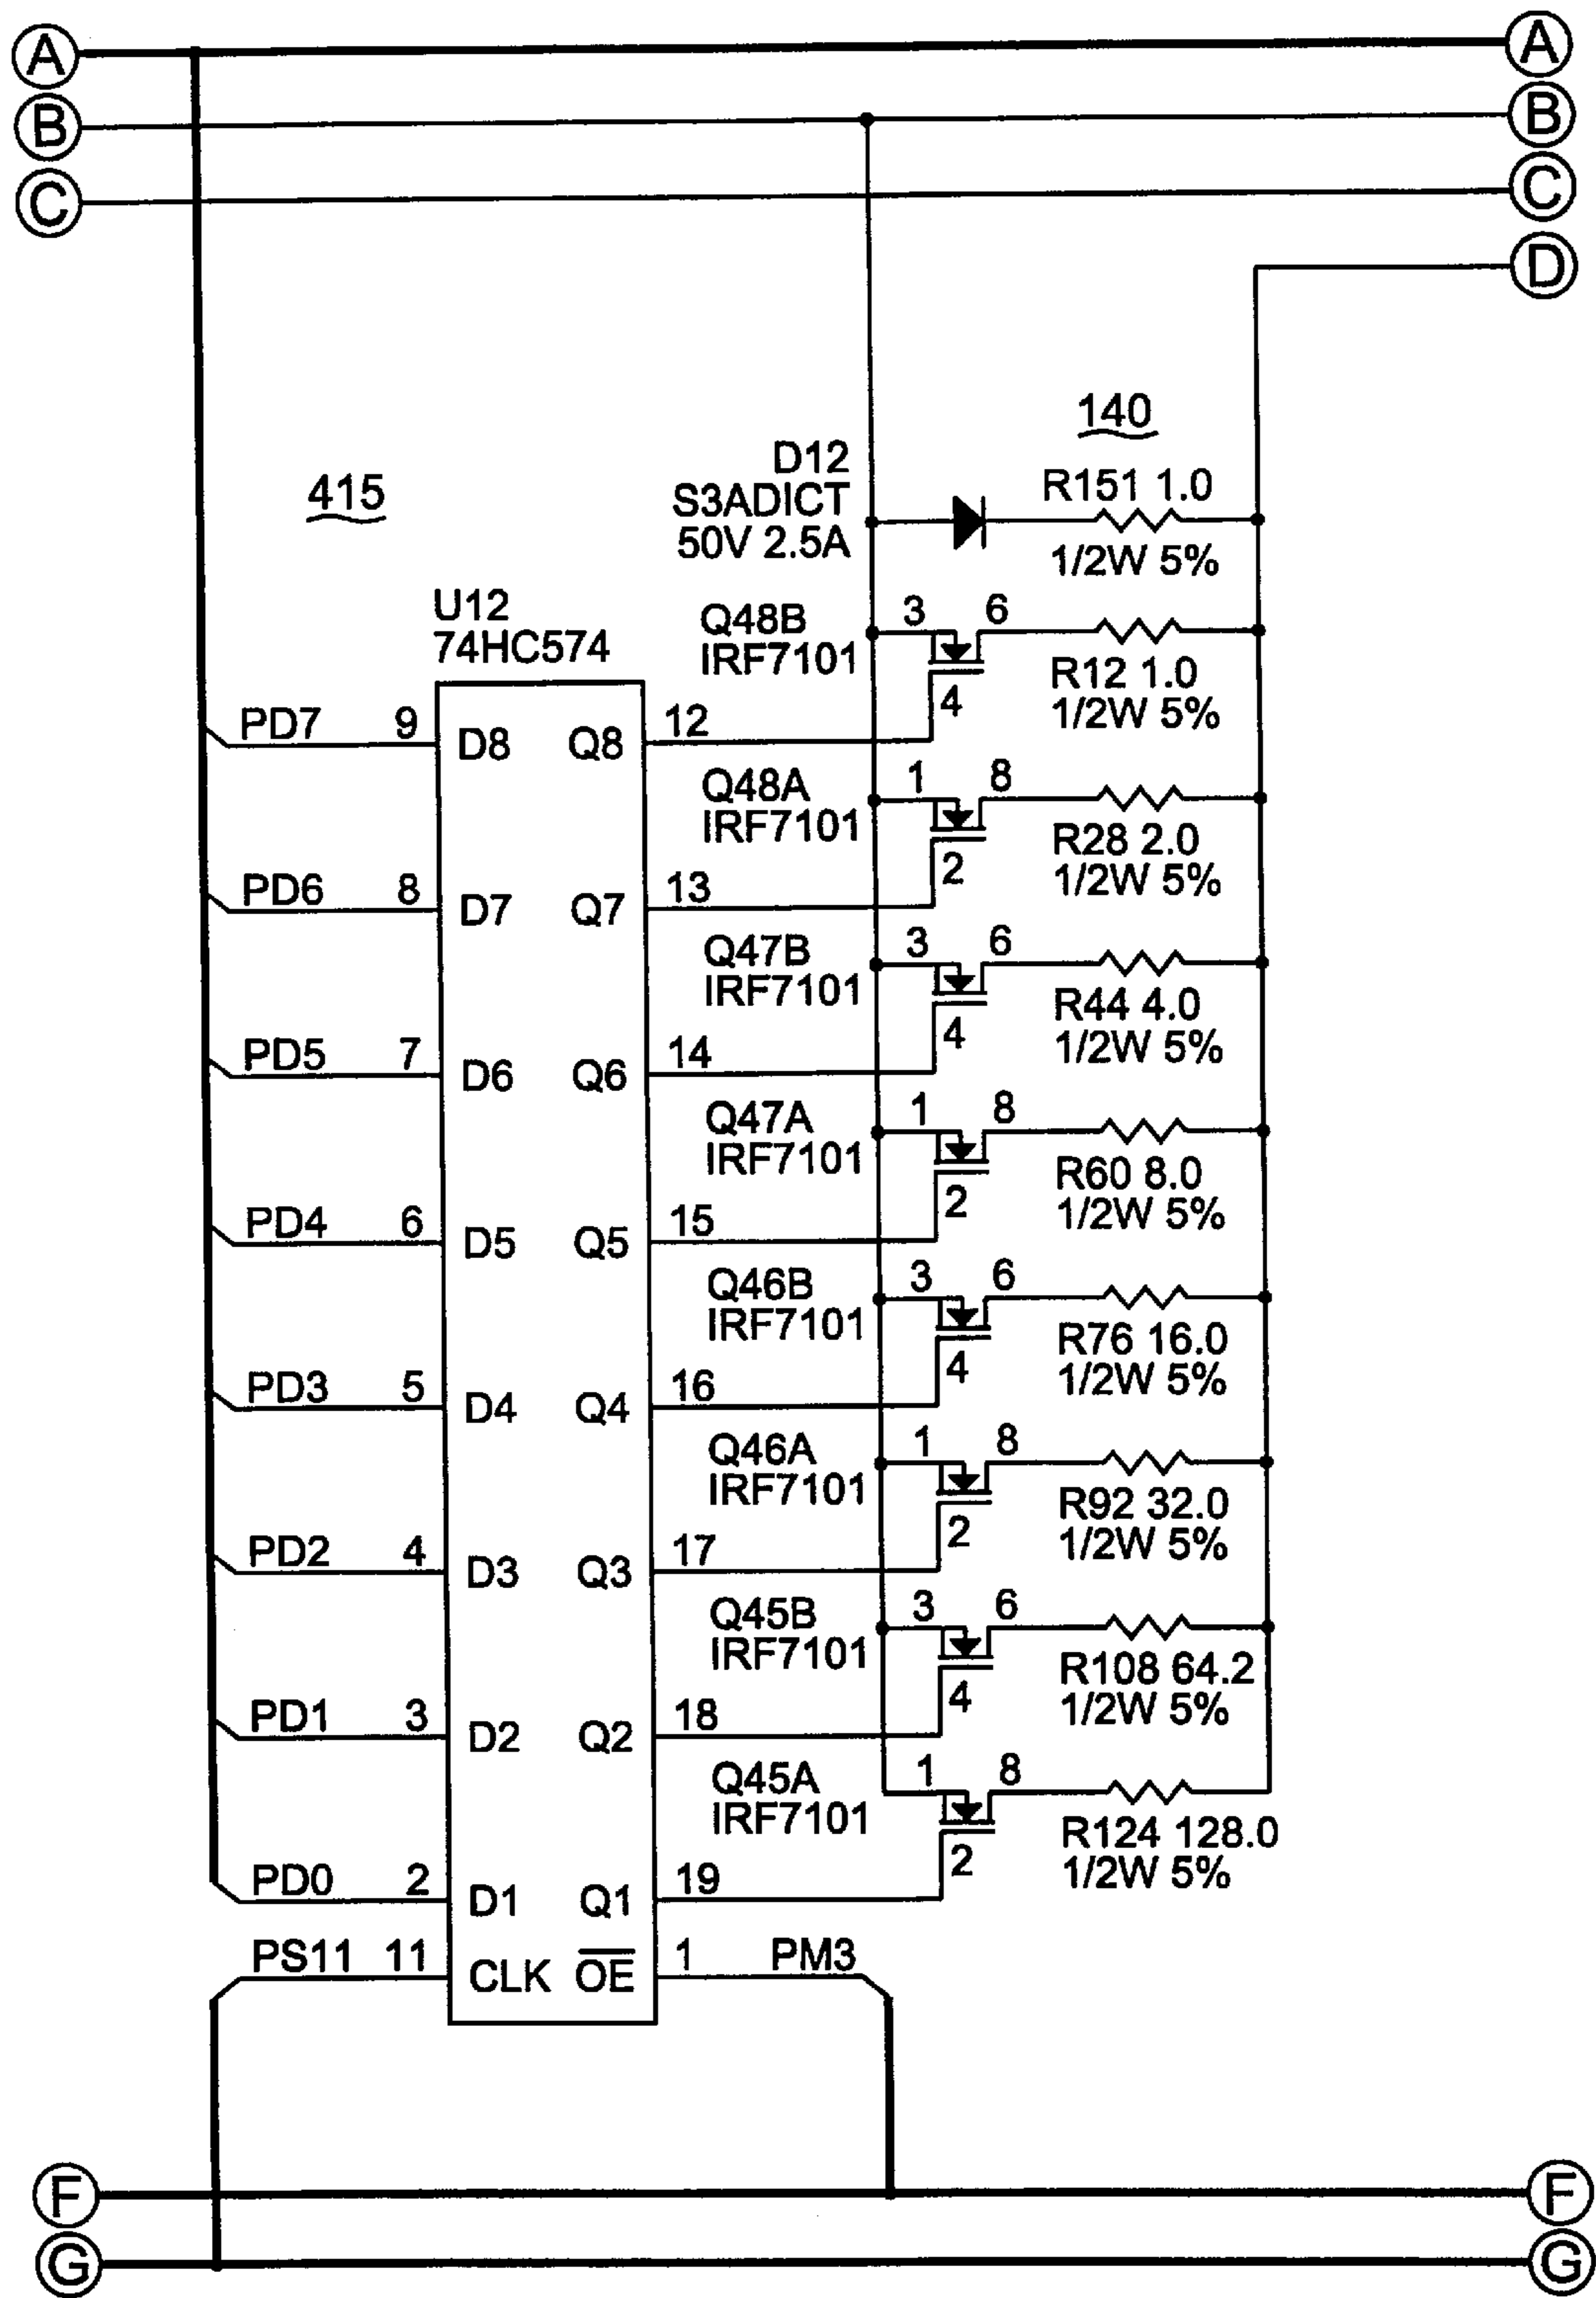 A A
B B
C C
D
140
415
D12
S3ADICT
50V 2.5A
R151 1.0
1/2W 5%
U12
74HC574
Q48B
IRF7101
3 6
4
R12 1.0
1/2W 5%
PD7 9 D8 Q8 12
Q48A
IRF7101
1 8
2
R28 2.0
1/2W 5%
PD6 8 D7 Q7 13
Q47B
IRF7101
3 6
4
R44 4.0
1/2W 5%
PD5 7 D6 Q6 14
Q47A
IRF7101
1 8
2
R60 8.0
1/2W 5%
PD4 6 D5 Q5 15
Q46B
IRF7101
3 6
4
R76 16.0
1/2W 5%
PD3 5 D4 Q4 16
Q46A
IRF7101
1 8
2
R92 32.0
1/2W 5%
PD2 4 D3 Q3 17
Q45B
IRF7101
3 6
4
R108 64.2
1/2W 5%
PD1 3 D2 Q2 18
Q45A
IRF7101
1 8
2
R124 128.0
1/2W 5%
PD0 2 D1 Q1 19
PS11 11 CLK OE 1 PM3
F F
G G